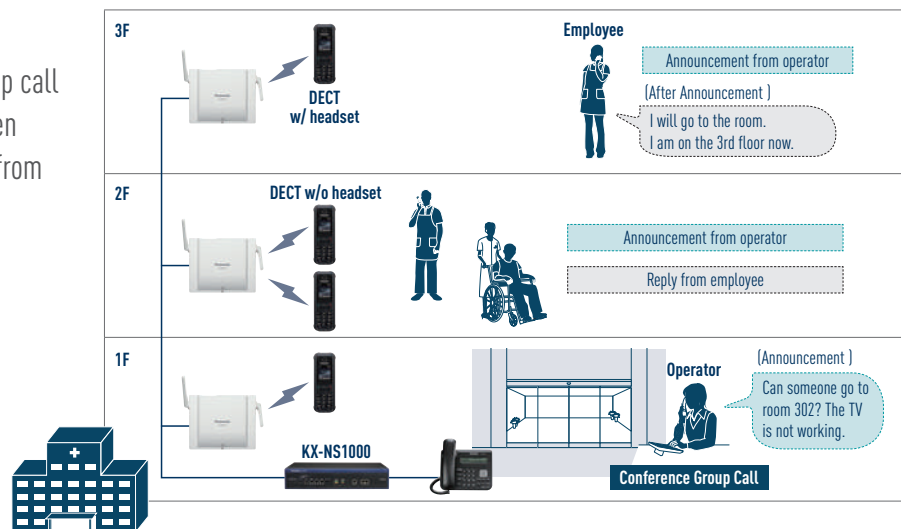 p call
en
from
3F
DECT
w/ headset
Employee
Announcement from operator
(After Announcement )
I will go to the room.
I am on the 3rd floor now.
2F
DECT w/o headset
Announcement from operator
Reply from employee
1F
KX-NS1000
Operator
(Announcement )
Can someone go to
room 302? The TV
is not working.
Conference Group Call